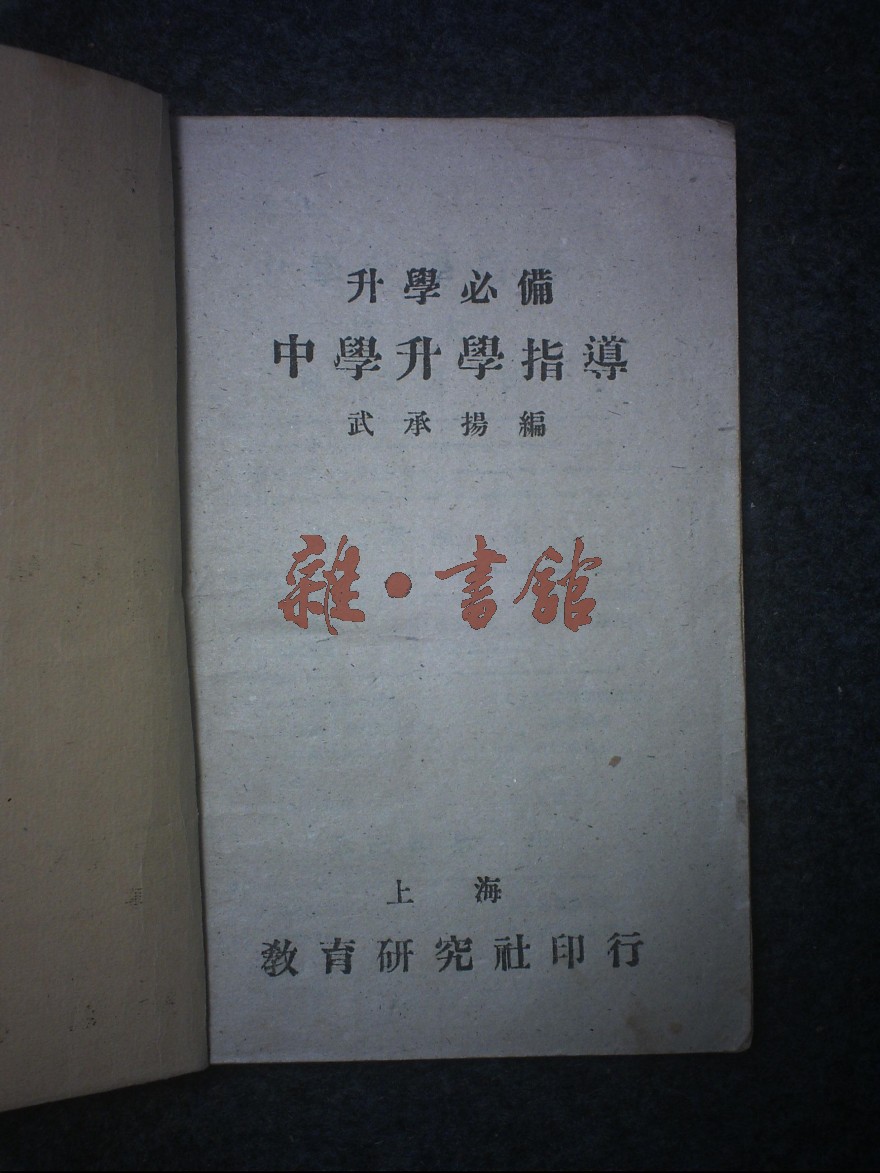 升學必備
中學升學指導
武承揚編
雜·書館
上海
教育研究社印行